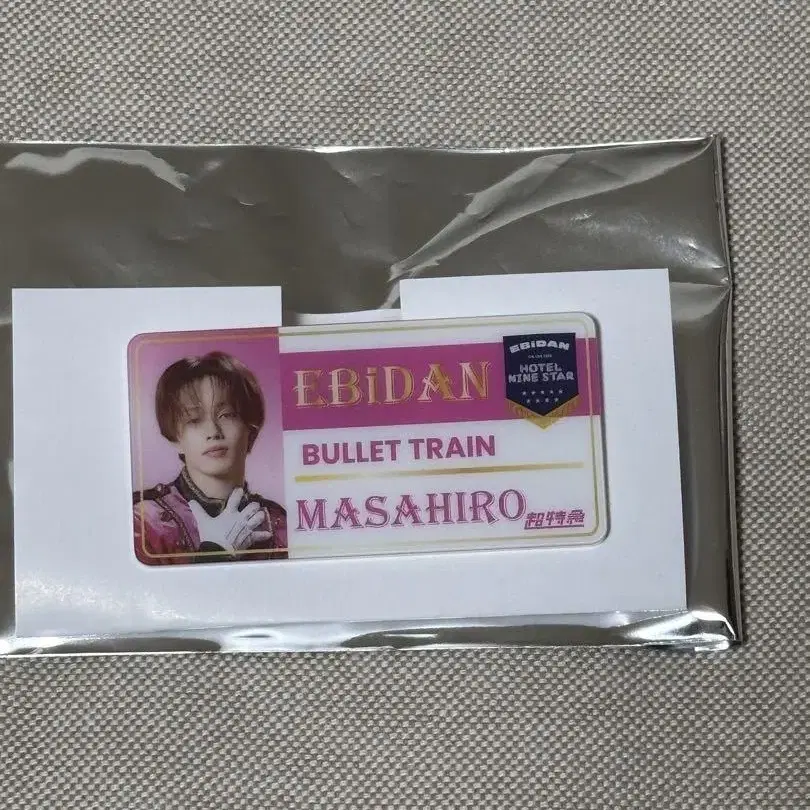 EBiDAN
BULLET TRAIN
MASAHIRO
超特急
EBiDAN
HOTEL
NINE STAR